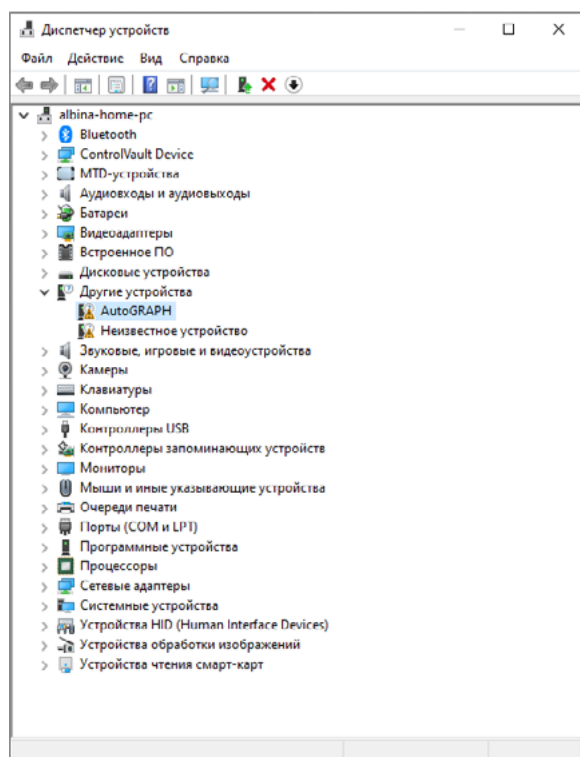 Диспетчер устройств
Файл Действие Вид Справка
albina-home-pc
Bluetooth
ControlVault Device
MTD-устройства
Аудиовходы и аудиовыходы
Батареи
Видеоадаптеры
Встроенное ПО
Дисковые устройства
Другие устройства
AutoGRAPH
Неизвестное устройство
Звуковые, игровые и видеоустройства
Камеры
Клавиатуры
Компьютер
Контроллеры USB
Контроллеры запоминающих устройств
Мониторы
Мыши и иные указывающие устройства
Очереди печати
Порты (COM и LPT)
Программные устройства
Процессоры
Сетевые адаптеры
Системные устройства
Устройства HID (Human Interface Devices)
Устройства обработки изображений
Устройства чтения смарт-карт